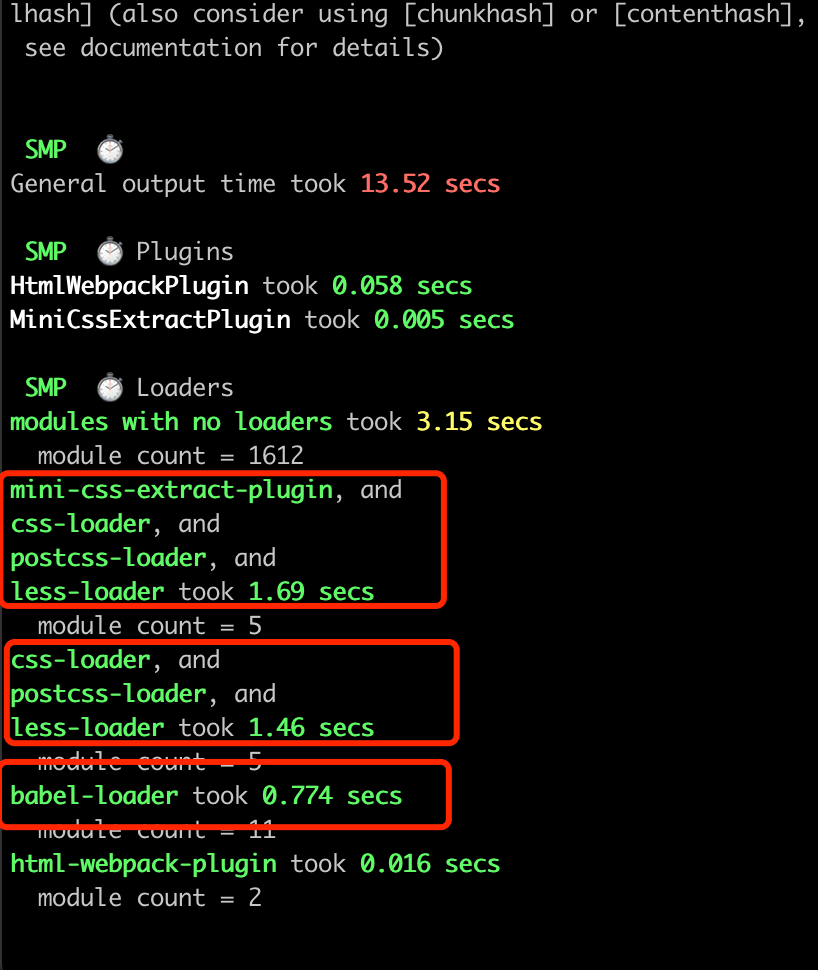 lhash] (also consider using [chunkhash] or [contenthash],
see documentation for details)
SMP ⏱
General output time took 13.52 secs
SMP ⏱ Plugins
HtmlWebpackPlugin took 0.058 secs
MiniCssExtractPlugin took 0.005 secs
SMP ⏱ Loaders
modules with no loaders took 3.15 secs
module count = 1612
mini-css-extract-plugin, and
css-loader, and
postcss-loader, and
less-loader took 1.69 secs
module count = 5
css-loader, and
postcss-loader, and
less-loader took 1.46 secs
module count = 5
babel-loader took 0.774 secs
module count = 11
html-webpack-plugin took 0.016 secs
module count = 2